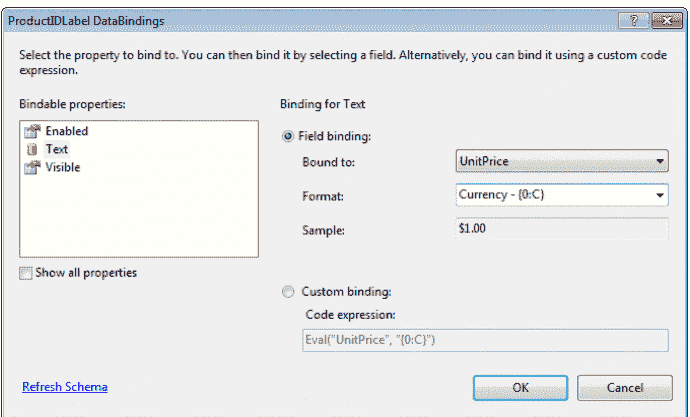 ProductIDLabel DataBindings
Select the property to bind to. You can then bind it by selecting a field. Alternatively, you can bind it using a custom code
expression.
Bindable properties:
Enabled
Text
Visible
Show all properties
Binding for Text
Field binding:
Bound to: UnitPrice
Format: Currency - {0:C}
Sample: $1.00
Custom binding:
Code expression:
Eval("UnitPrice", "{0:C}")
Refresh Schema
OK
Cancel